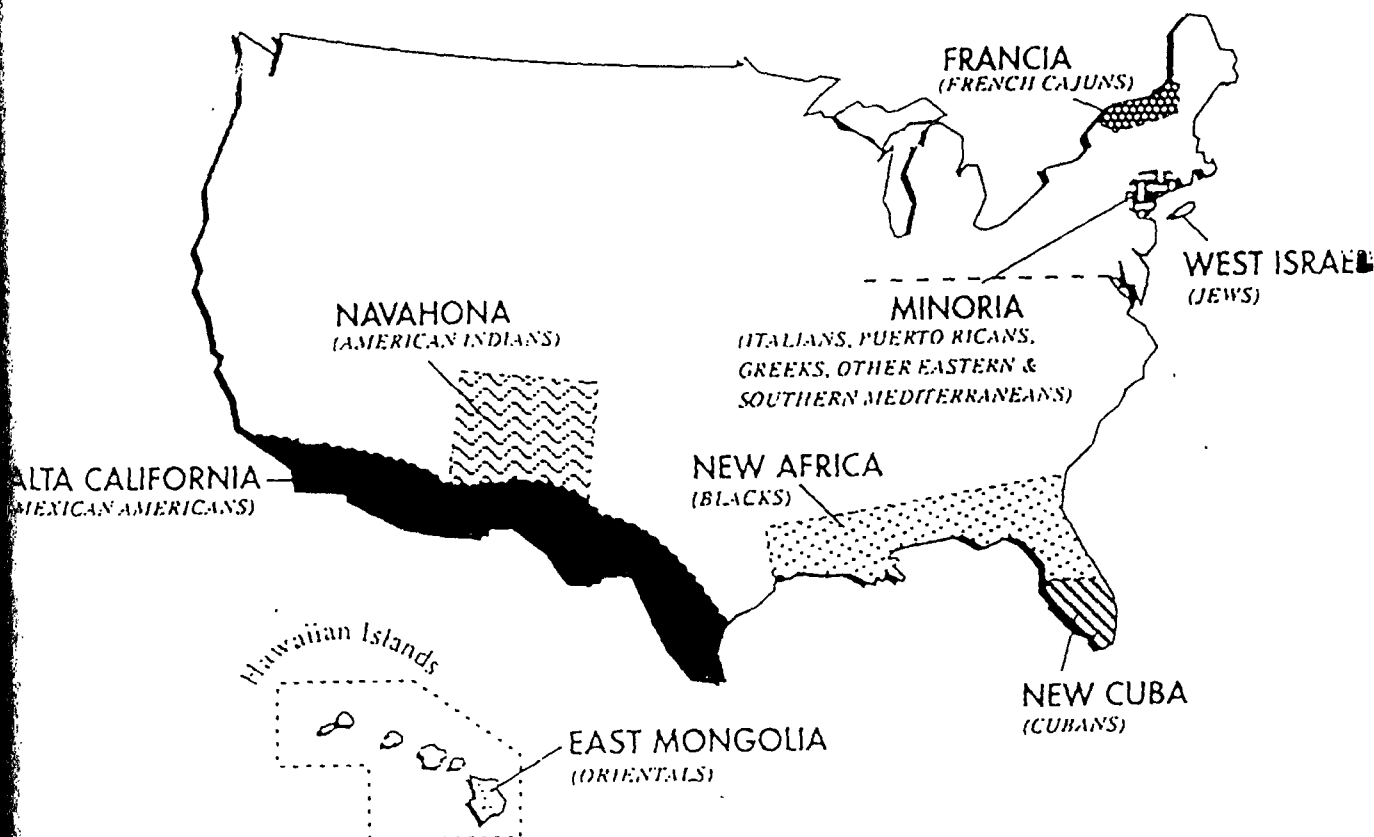 FRANCIA
(FRENCH CAJUNS)
WEST ISRAEL
(JEWS)
NAVAHONA
(AMERICAN INDIANS)
MINORIA
(ITALIANS, PUERTO RICANS,
GREEKS, OTHER EASTERN &
SOUTHERN MEDITERRANEANS)
ALTA CALIFORNIA
(MEXICAN AMERICANS)
NEW AFRICA
(BLACKS)
Hawaiian Islands
NEW CUBA
(CUBANS)
EAST MONGOLIA
(ORIENTALS)